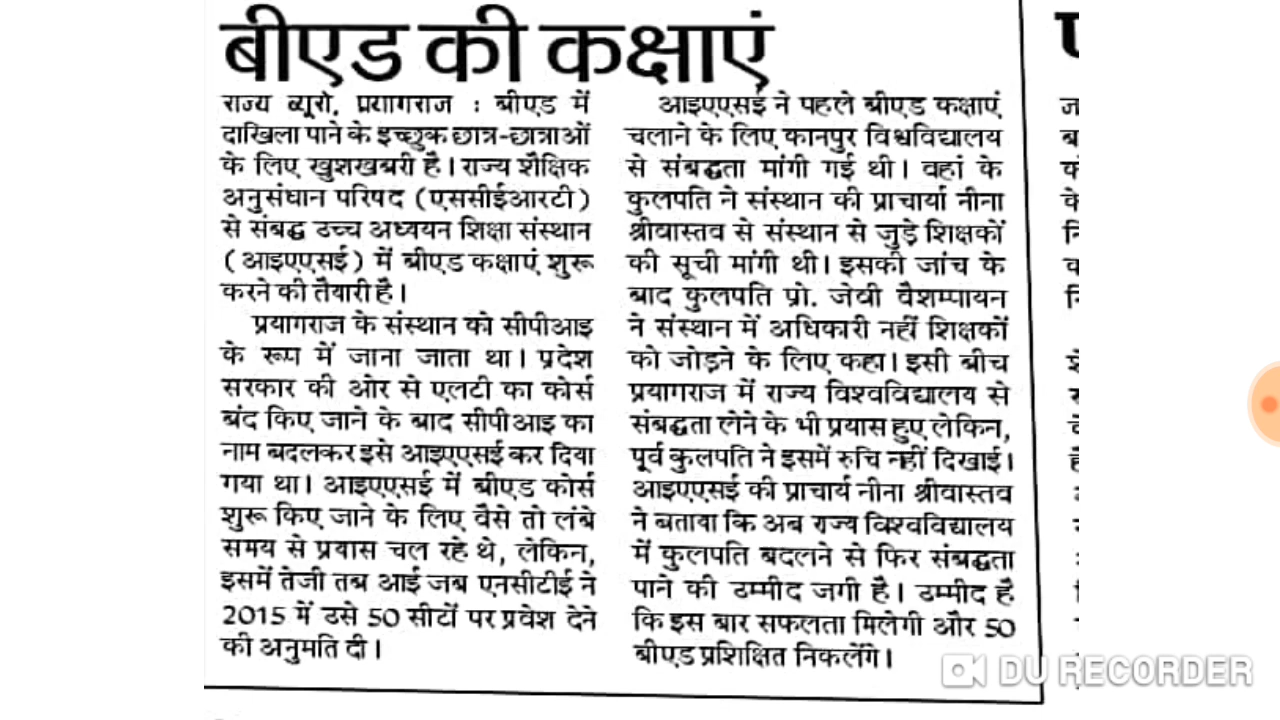 बीएड की कक्षाएं
राज्य ब्यूरो, प्रयागराज : बीएड में
दाखिला पाने के इच्छुक छात्र-छात्राओं
के लिए खुशखबरी है। राज्य शैक्षिक
अनुसंधान परिषद (एससीईआरटी)
से संबद्ध उच्च अध्ययन शिक्षा संस्थान
(आइएएसई) में बीएड कक्षाएं शुरू
करने की तैयारी है।
प्रयागराज के संस्थान को सीपीआइ
के रूप में जाना जाता था। प्रदेश
सरकार की ओर से एलटी का कोर्स
बंद किए जाने के बाद सीपीआइ का
नाम बदलकर इसे आइएएसई कर दिया
गया था। आइएएसई में बीएड कोर्स
शुरू किए जाने के लिए वैसे तो लंबे
समय से प्रयास चल रहे थे, लेकिन,
इसमें तेजी तब आई जब एनसीटीई ने
2015 में उसे 50 सीटों पर प्रवेश देने
की अनुमति दी।
आइएएसई ने पहले बीएड कक्षाएं
चलाने के लिए कानपुर विश्वविद्यालय
से संबद्धता मांगी गई थी। वहां के
कुलपति ने संस्थान की प्राचार्या नीना
श्रीवास्तव से संस्थान से जुड़े शिक्षकों
की सूची मांगी थी। इसकी जांच के
बाद कुलपति प्रो. जेवी वैशम्पायन
ने संस्थान में अधिकारी नहीं शिक्षकों
को जोड़ने के लिए कहा। इसी बीच
प्रयागराज में राज्य विश्वविद्यालय से
संबद्धता लेने के भी प्रयास हुए लेकिन,
पूर्व कुलपति ने इसमें रुचि नहीं दिखाई।
आइएएसई की प्राचार्य नीना श्रीवास्तव
ने बताया कि अब राज्य विश्वविद्यालय
में कुलपति बदलने से फिर संबद्धता
पाने की उम्मीद जगी है। उम्मीद है
कि इस बार सफलता मिलेगी और 50
बीएड प्रशिक्षित निकलेंगे।
DU RECORDER